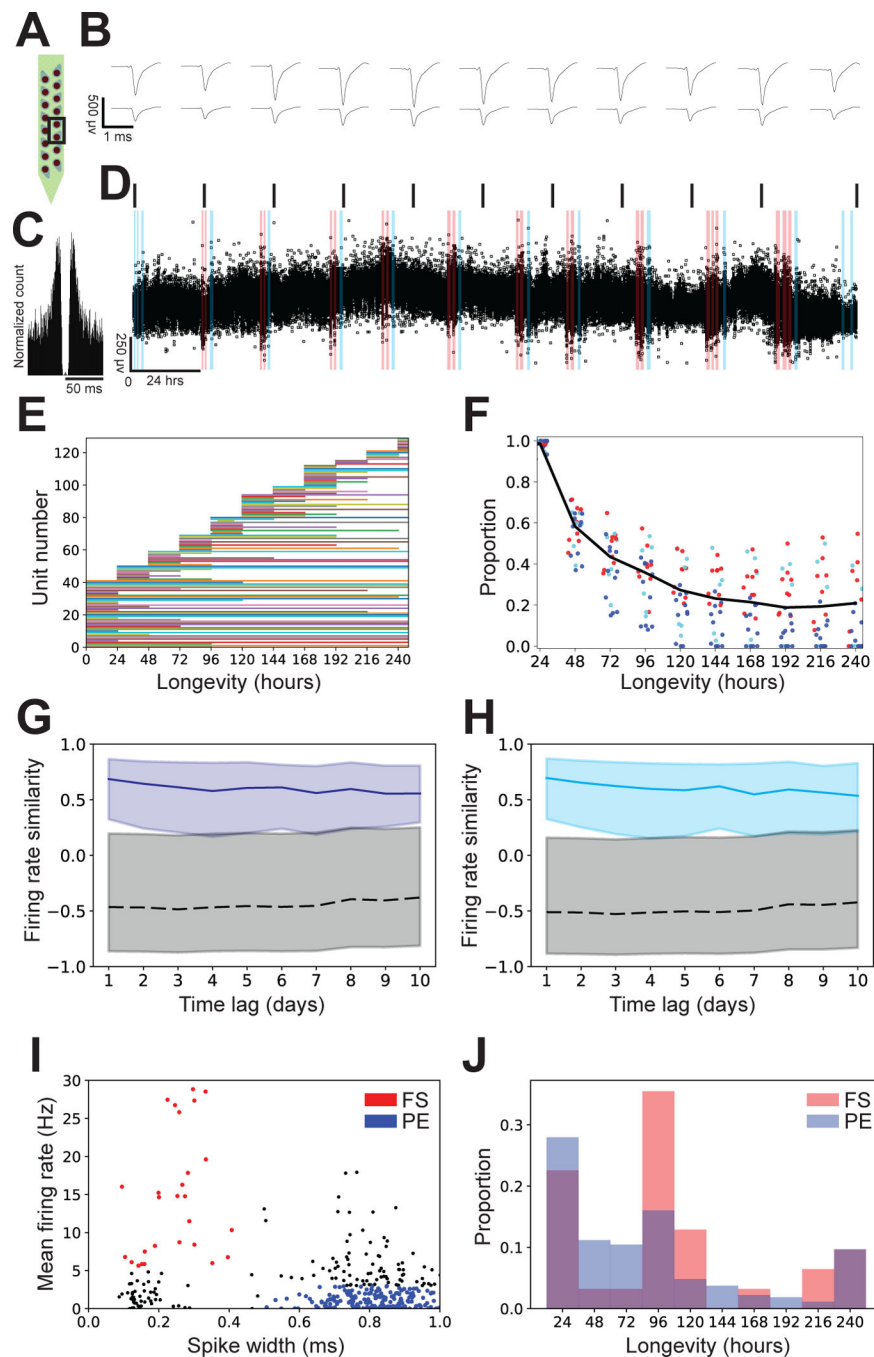 A
B
500 µv
1 ms
C
Normalized count
50 ms
D
250 µv
24 hrs
E
Unit number
120
100
80
60
40
20
0
0 24 48 72 96 120 144 168 192 216 240
Longevity (hours)
F
Proportion
1.0
0.8
0.6
0.4
0.2
0.0
24 48 72 96 120 144 168 192 216 240
Longevity (hours)
G
Firing rate similarity
1.0
0.5
0.0
−0.5
−1.0
1 2 3 4 5 6 7 8 9 10
Time lag (days)
H
Firing rate similarity
1.0
0.5
0.0
−0.5
−1.0
1 2 3 4 5 6 7 8 9 10
Time lag (days)
I
Mean firing rate (Hz)
30
25
20
15
10
5
0
0.0 0.2 0.4 0.6 0.8 1.0
Spike width (ms)
FS
PE
J
Proportion
0.3
0.2
0.1
0.0
24 48 72 96 120 144 168 192 216 240
Longevity (hours)
FS
PE